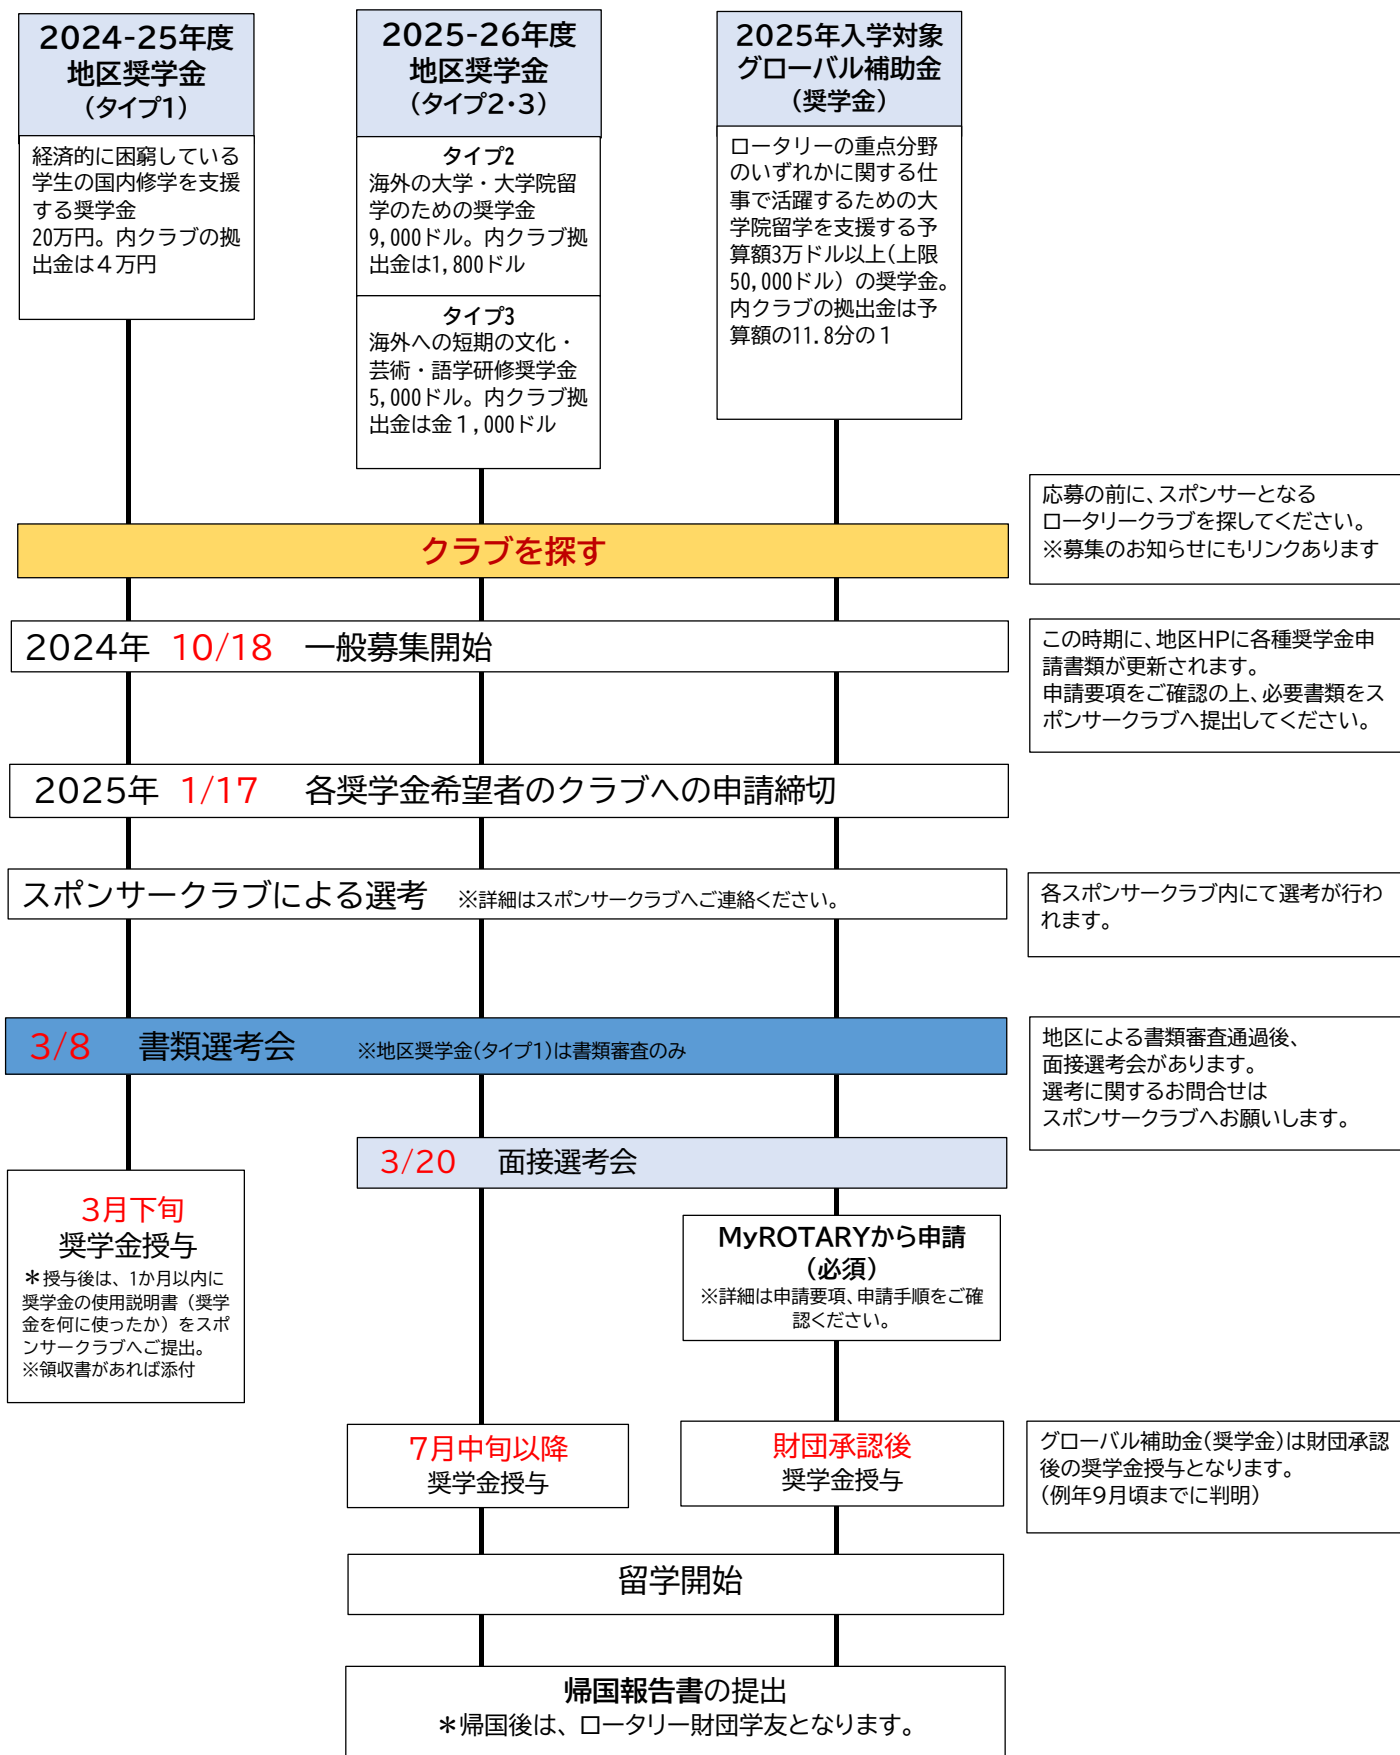 2024-25年度
地区奨学金
（タイプ1）
経済的に困窮している
学生の国内修学を支援
する奨学金
20万円。内クラブの拠
出金は４万円
2025-26年度
地区奨学金
（タイプ2・3）
タイプ2
海外の大学・大学院留
学のための奨学金
9,000ドル。内クラブ拠
出金は1,800ドル
タイプ3
海外への短期の文化・
芸術・語学研修奨学金
5,000ドル。内クラブ拠
出金は金１,000ドル
2025年入学対象
グローバル補助金
（奨学金）
ロータリーの重点分野
のいずれかに関する仕
事で活躍するための大
学院留学を支援する予
算額3万ドル以上(上限
50,000ドル）の奨学金。
内クラブの拠出金は予
算額の11.8分の１
クラブを探す
応募の前に、スポンサーとなる
ロータリークラブを探してください。
※募集のお知らせにもリンクあります
2024年 10/18 一般募集開始
この時期に、地区HPに各種奨学金申
請書類が更新されます。
申請要項をご確認の上、必要書類をス
ポンサークラブへ提出してください。
2025年 1/17 各奨学金希望者のクラブへの申請締切
スポンサークラブによる選考 ※詳細はスポンサークラブへご連絡ください。
各スポンサークラブ内にて選考が行わ
れます。
3/8 書類選考会 ※地区奨学金(タイプ1)は書類審査のみ
地区による書類審査通過後、
面接選考会があります。
選考に関するお問合せは
スポンサークラブへお願いします。
3/20 面接選考会
3月下旬
奨学金授与
＊授与後は、1か月以内に
奨学金の使用説明書（奨学
金を何に使ったか）をスポ
ンサークラブへご提出。
※領収書があれば添付
MyROTARYから申請
（必須）
※詳細は申請要項、申請手順をご確
認ください。
7月中旬以降
奨学金授与
財団承認後
奨学金授与
グローバル補助金(奨学金)は財団承認
後の奨学金授与となります。
（例年9月頃までに判明）
留学開始
帰国報告書の提出
＊帰国後は、ロータリー財団学友となります。